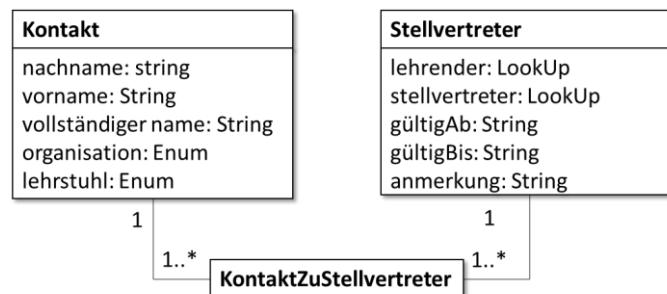 Kontakt
nachname: string
vorname: String
vollständiger name: String
organisation: Enum
lehrstuhl: Enum
Stellvertreter
lehrender: LookUp
stellvertreter: LookUp
gültigAb: String
gültigBis: String
anmerkung: String
1
1
1..*
1..*
KontaktZuStellvertreter